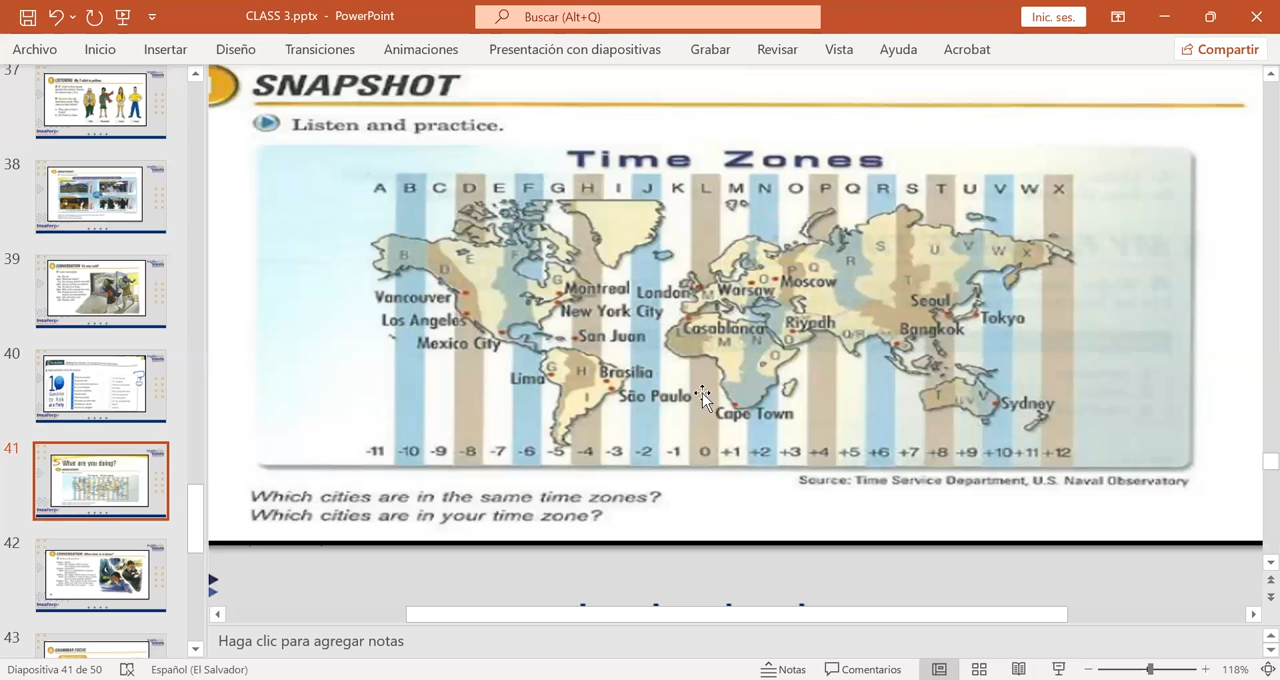 CLASS 3.pptx - PowerPoint
Buscar (Alt+Q)
Inic. ses.
Archivo Inicio Insertar Diseño Transiciones Animaciones Presentación con diapositivas Grabar Revisar Vista Ayuda Acrobat Compartir
37
38
39
40
41
What are you doing?
42
43
SNAPSHOT
Listen and practice.
Time Zones
A B C D E F G H I J K L M N O P Q R S T U V W X
Vancouver
Los Angeles
Mexico City
Montreal
New York City
San Juan
Lima
Brasilia
São Paulo
London
Warsaw
Moscow
Casablanca
Riyadh
Cape Town
Seoul
Bangkok
Tokyo
Sydney
-11 -10 -9 -8 -7 -6 -5 -4 -3 -2 -1 0 +1 +2 +3 +4 +5 +6 +7 +8 +9 +10 +11 +12
Source: Time Service Department, U.S. Naval Observatory
Which cities are in the same time zones?
Which cities are in your time zone?
Haga clic para agregar notas
Diapositiva 41 de 50 Español (El Salvador) Notas Comentarios 118%